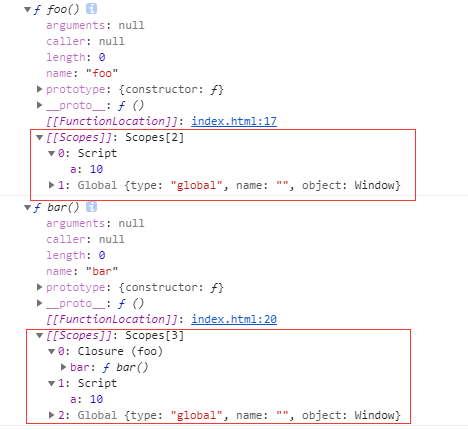 ƒ foo() i
arguments: null
caller: null
length: 0
name: "foo"
prototype: {constructor: ƒ}
__proto__: ƒ ()
[[FunctionLocation]]: index.html:17
[[Scopes]]: Scopes[2]
0: Script
a: 10
1: Global {type: "global", name: "", object: Window}
ƒ bar() i
arguments: null
caller: null
length: 0
name: "bar"
prototype: {constructor: ƒ}
__proto__: ƒ ()
[[FunctionLocation]]: index.html:20
[[Scopes]]: Scopes[3]
0: Closure (foo)
bar: ƒ bar()
1: Script
a: 10
2: Global {type: "global", name: "", object: Window}